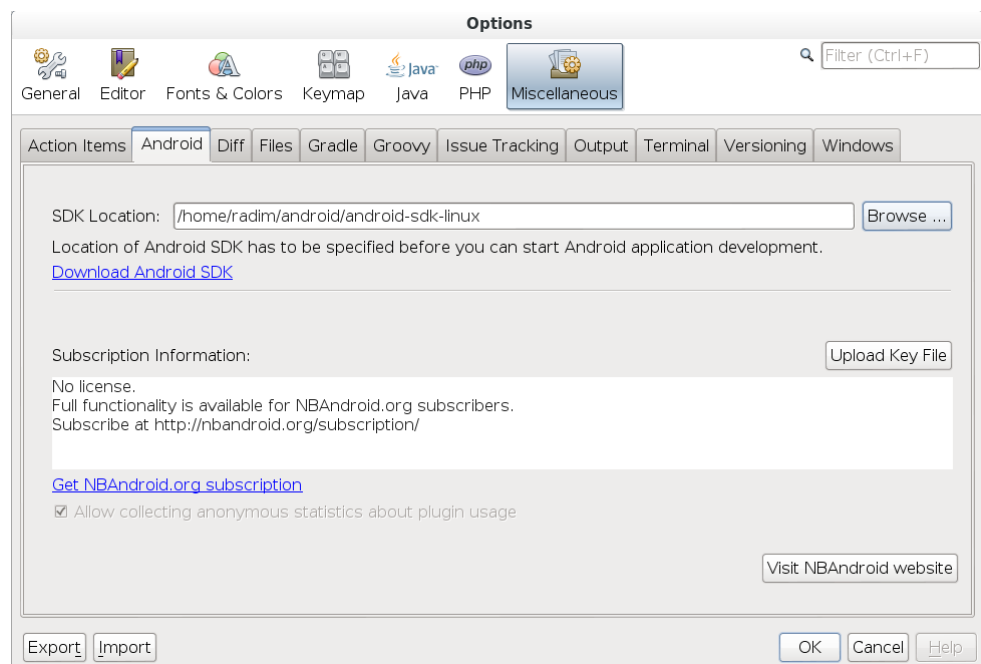 Options
General Editor Fonts & Colors Keymap Java Java PHP php Miscellaneous
Filter (Ctrl+F)
Action Items Android Diff Files Gradle Groovy Issue Tracking Output Terminal Versioning Windows
SDK Location: /home/radim/android/android-sdk-linux Browse ...
Location of Android SDK has to be specified before you can start Android application development.
Download Android SDK
Subscription Information: Upload Key File
No license.
Full functionality is available for NBAndroid.org subscribers.
Subscribe at http://nbandroid.org/subscription/
Get NBAndroid.org subscription
Allow collecting anonymous statistics about plugin usage
Visit NBAndroid website
Export Import OK Cancel Help